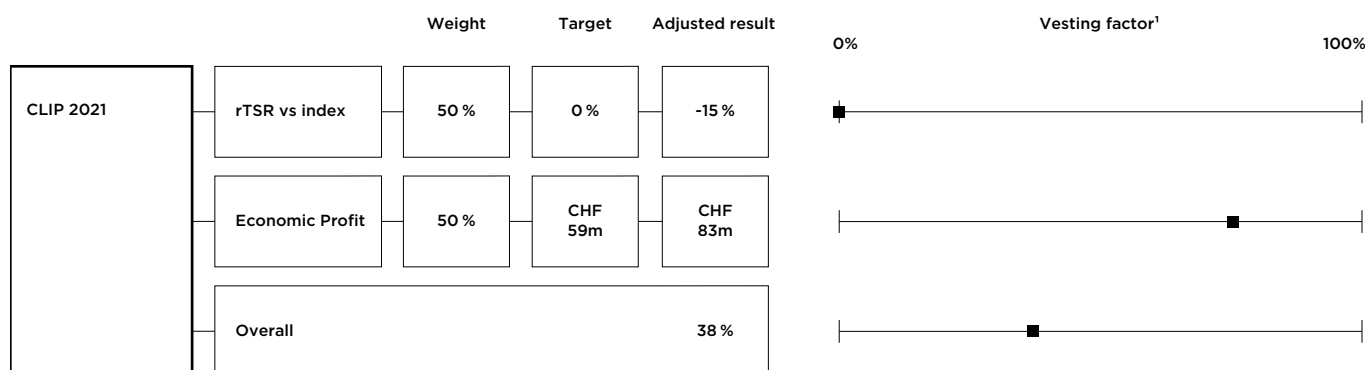 Weight Target Adjusted result Vesting factor¹
0% 100%
CLIP 2021 rTSR vs index 50 % 0 % -15 %
Economic Profit 50 % CHF 59m CHF 83m
Overall 38 %